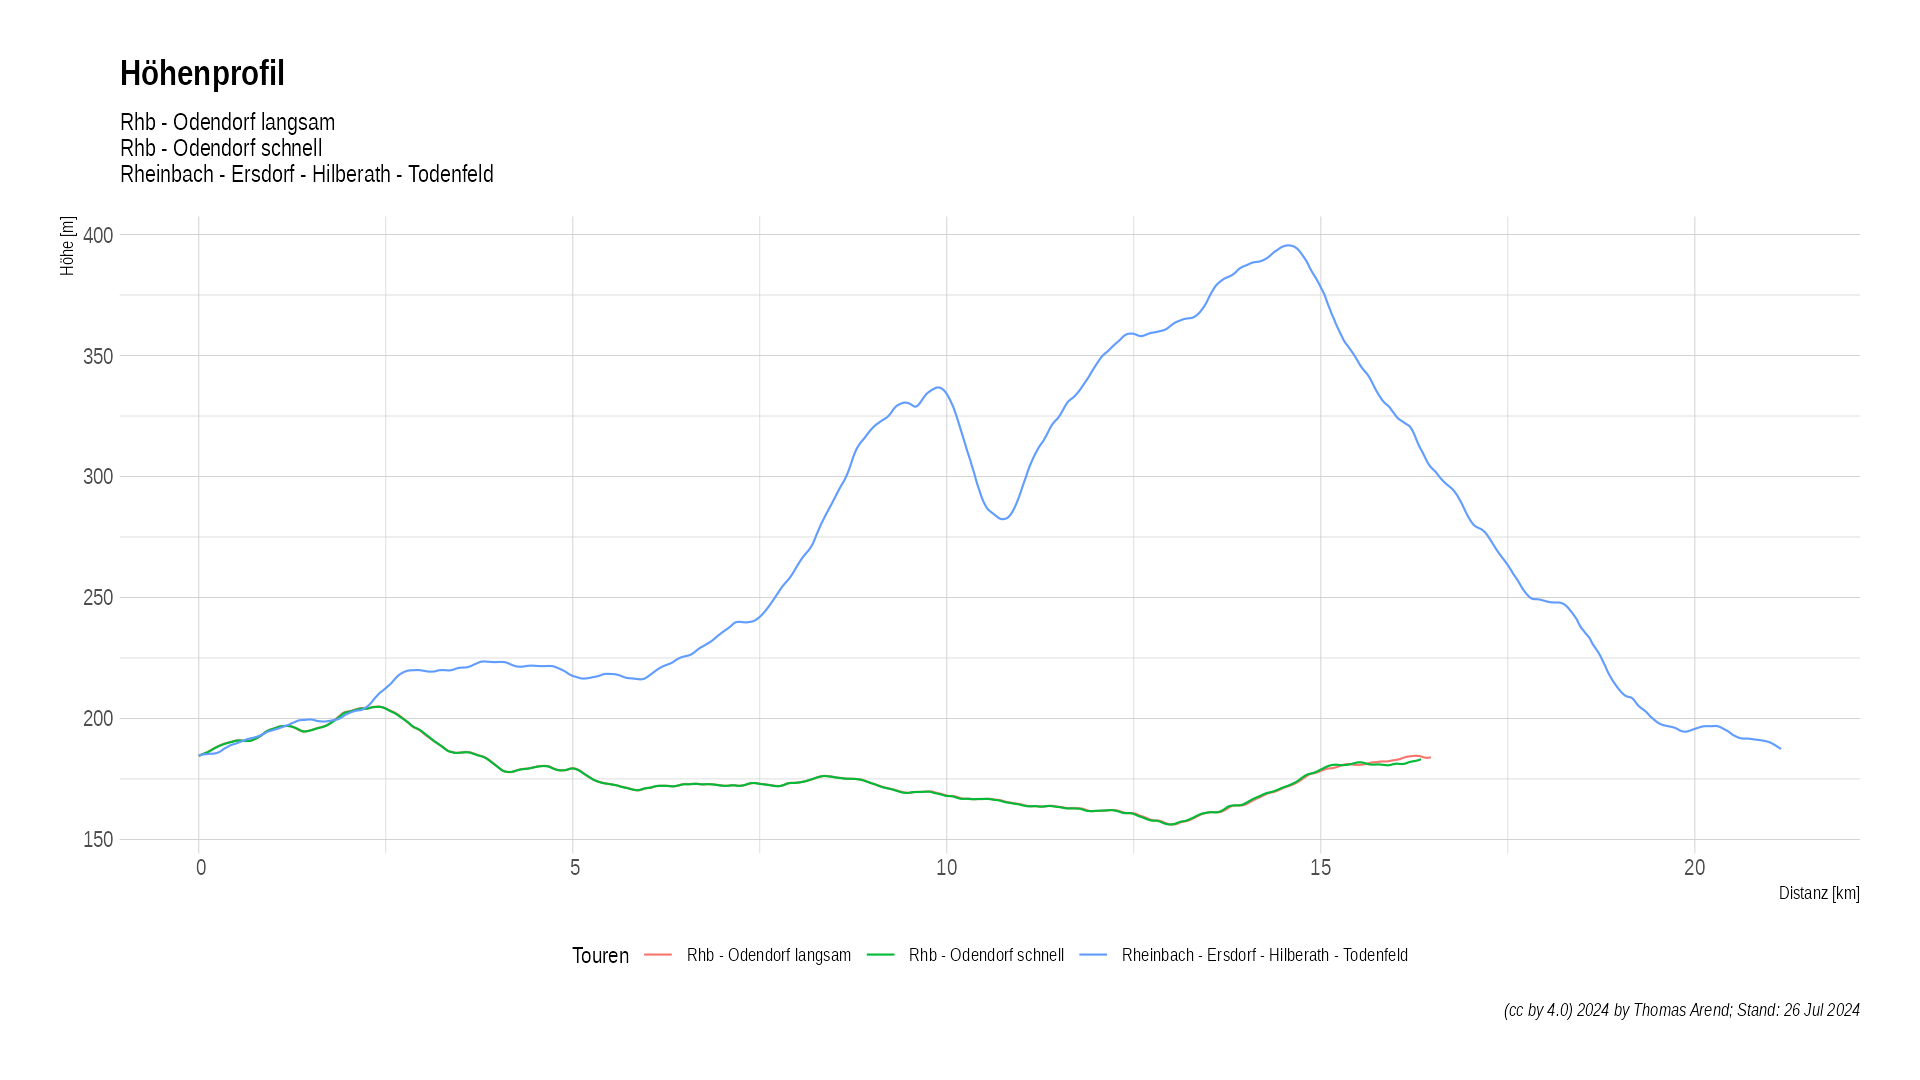 Höhenprofil
Rhb - Odendorf langsam
Rhb - Odendorf schnell
Rheinbach - Ersdorf - Hilberath - Todenfeld
Höhe [m]
400
350
300
250
200
150
0 5 10 15 20
Distanz [km]
Touren Rhb - Odendorf langsam Rhb - Odendorf schnell Rheinbach - Ersdorf - Hilberath - Todenfeld
(cc by 4.0) 2024 by Thomas Arend; Stand: 26 Jul 2024